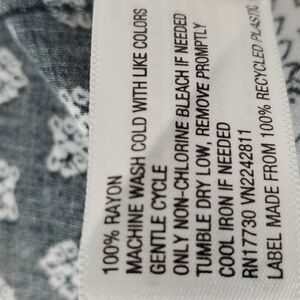 100% RAYON
MACHINE WASH COLD WITH LIKE COLORS
GENTLE CYCLE
ONLY NON-CHLORINE BLEACH IF NEEDED
TUMBLE DRY LOW, REMOVE PROMPTLY
COOL IRON IF NEEDED
RN17730 VN2242811
LABEL MADE FROM 100% RECYCLED PLASTIC